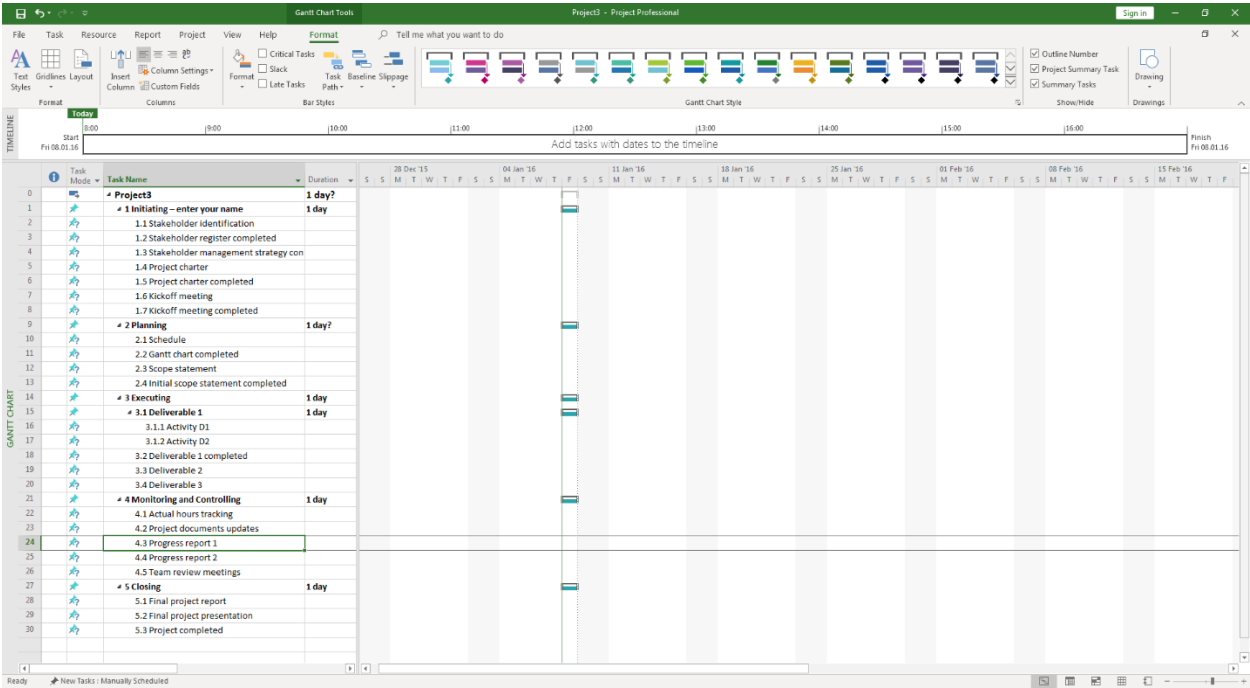 Gantt Chart Tools
Project3 - Project Professional
Sign in
File Task Resource Report Project View Help Format Tell me what you want to do
Text Styles
Gridlines
Layout
Format
Insert Column
Column Settings
Custom Fields
Columns
Format
Critical Tasks
Slack
Late Tasks
Task Path
Baseline
Slippage
Bar Styles
Gantt Chart Style
Outline Number
Project Summary Task
Summary Tasks
Show/Hide
Drawing
Drawings
TIMELINE
Today
8:00 9:00 10:00 11:00 12:00 13:00 14:00 15:00 16:00
Start
Fri 08.01.16
Add tasks with dates to the timeline
Finish
Fri 08.01.16
GANTT CHART
Task Mode Task Name Duration
28 Dec '15 04 Jan '16 11 Jan '16 18 Jan '16 25 Jan '16 01 Feb '16 08 Feb '16 15 Feb '16
S S M T W T F S S M T W T F S S M T W T F S S M T W T F S S M T W T F S S M T W T F S S M T W T F S S M T W T F
0 Project3 1 day?
1 1 Initiating – enter your name 1 day
2 1.1 Stakeholder identification
3 1.2 Stakeholder register completed
4 1.3 Stakeholder management strategy con
5 1.4 Project charter
6 1.5 Project charter completed
7 1.6 Kickoff meeting
8 1.7 Kickoff meeting completed
9 2 Planning 1 day?
10 2.1 Schedule
11 2.2 Gantt chart completed
12 2.3 Scope statement
13 2.4 Initial scope statement completed
14 3 Executing 1 day
15 3.1 Deliverable 1 1 day
16 3.1.1 Activity D1
17 3.1.2 Activity D2
18 3.2 Deliverable 1 completed
19 3.3 Deliverable 2
20 3.4 Deliverable 3
21 4 Monitoring and Controlling 1 day
22 4.1 Actual hours tracking
23 4.2 Project documents updates
24 4.3 Progress report 1
25 4.4 Progress report 2
26 4.5 Team review meetings
27 5 Closing 1 day
28 5.1 Final project report
29 5.2 Final project presentation
30 5.3 Project completed
Ready New Tasks : Manually Scheduled